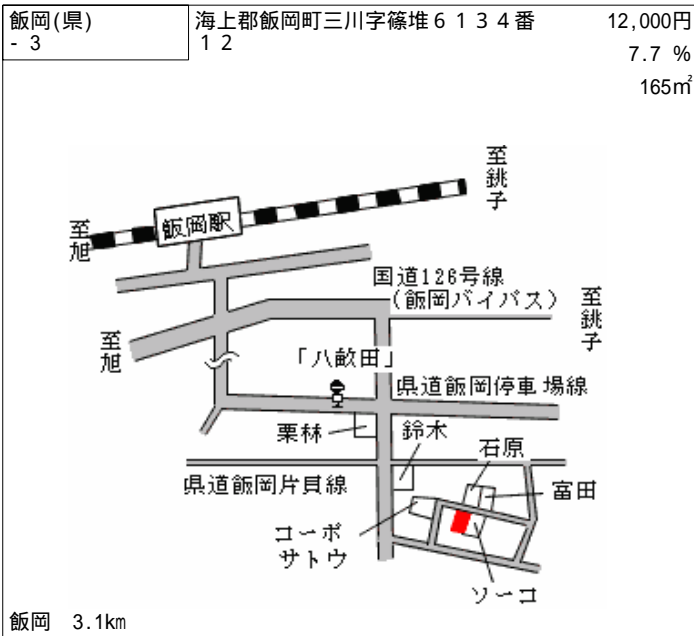 飯岡(県)
- 3
海上郡飯岡町三川字篠堆６１３４番
１２
12,000円
7.7 %
165㎡
至銚子
飯岡駅
至旭
国道126号線
(飯岡バイパス)
至銚子
至旭
「八畝田」
県道飯岡停車場線
栗林
鈴木
石原
県道飯岡片貝線
富田
コーポ
サトウ
ソーコ
飯岡 3.1km